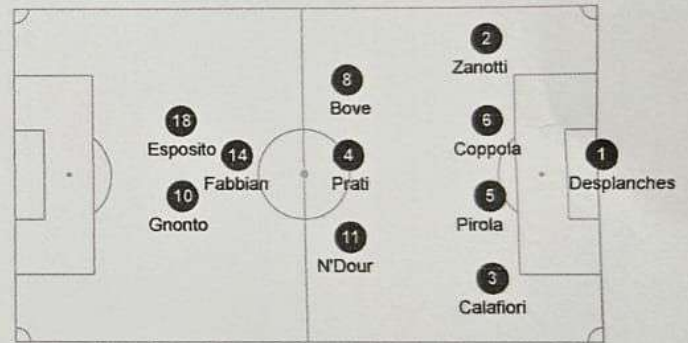 2
Zanotti
8
Bove
18
Esposito
6
Coppola
14
Fabbian
4
Prati
1
Desplanches
10
Gnonto
5
Pirola
11
N'Dour
3
Calafiori